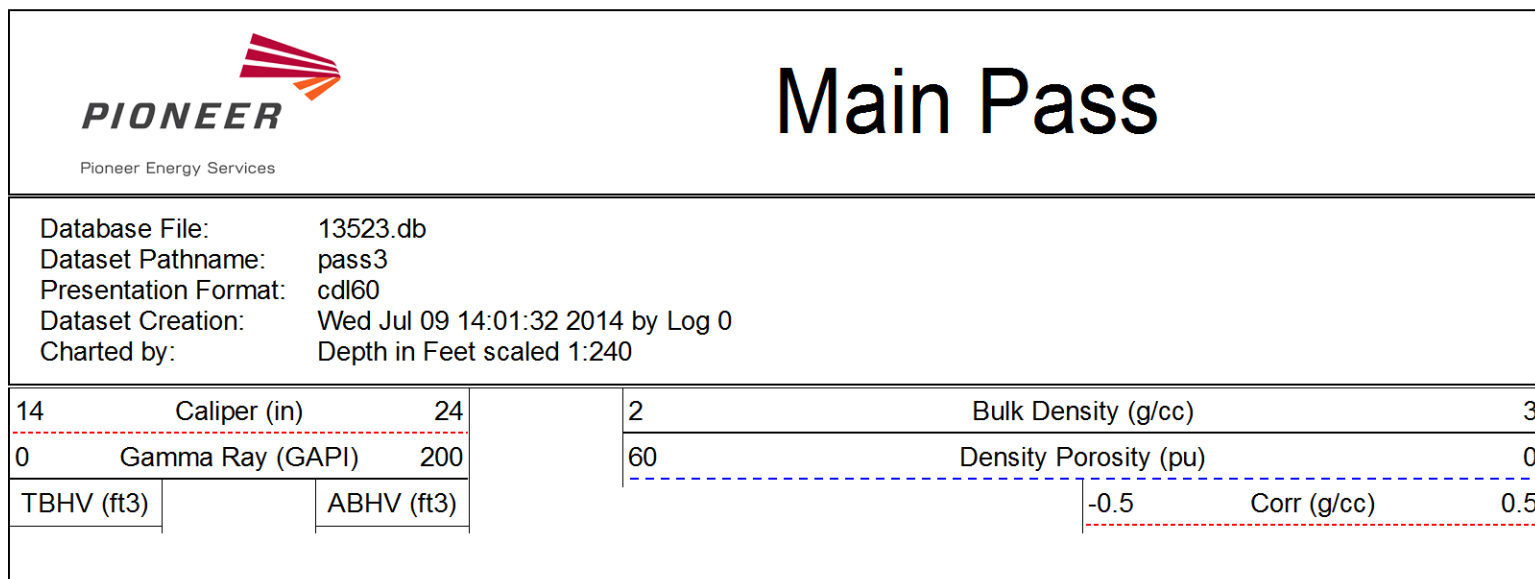 PIONEER
Pioneer Energy Services
Main Pass
Database File: 13523.db
Dataset Pathname: pass3
Presentation Format: cdl60
Dataset Creation: Wed Jul 09 14:01:32 2014 by Log 0
Charted by: Depth in Feet scaled 1:240
14 Caliper (in) 24 2 Bulk Density (g/cc) 3
0 Gamma Ray (GAPI) 200 60 Density Porosity (pu) 0
TBHV (ft3) ABHV (ft3) -0.5 Corr (g/cc) 0.5